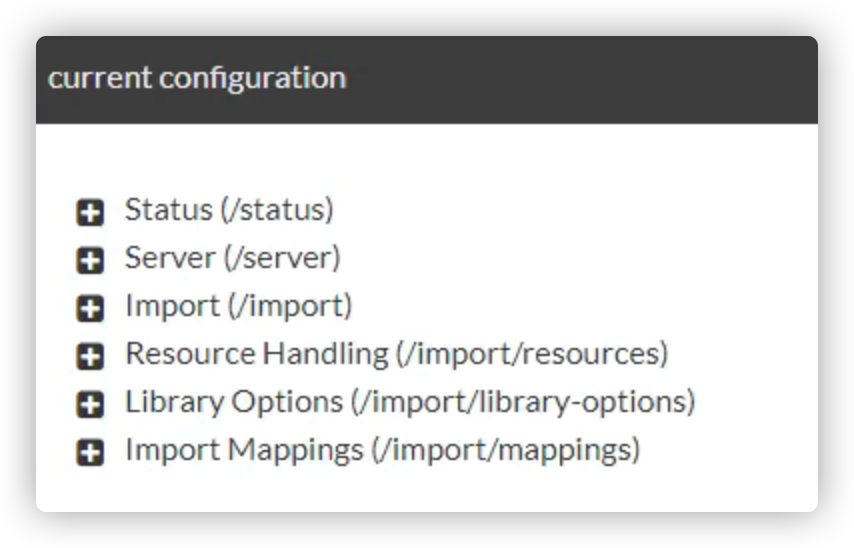 current configuration
Status (/status)
Server (/server)
Import (/import)
Resource Handling (/import/resources)
Library Options (/import/library-options)
Import Mappings (/import/mappings)